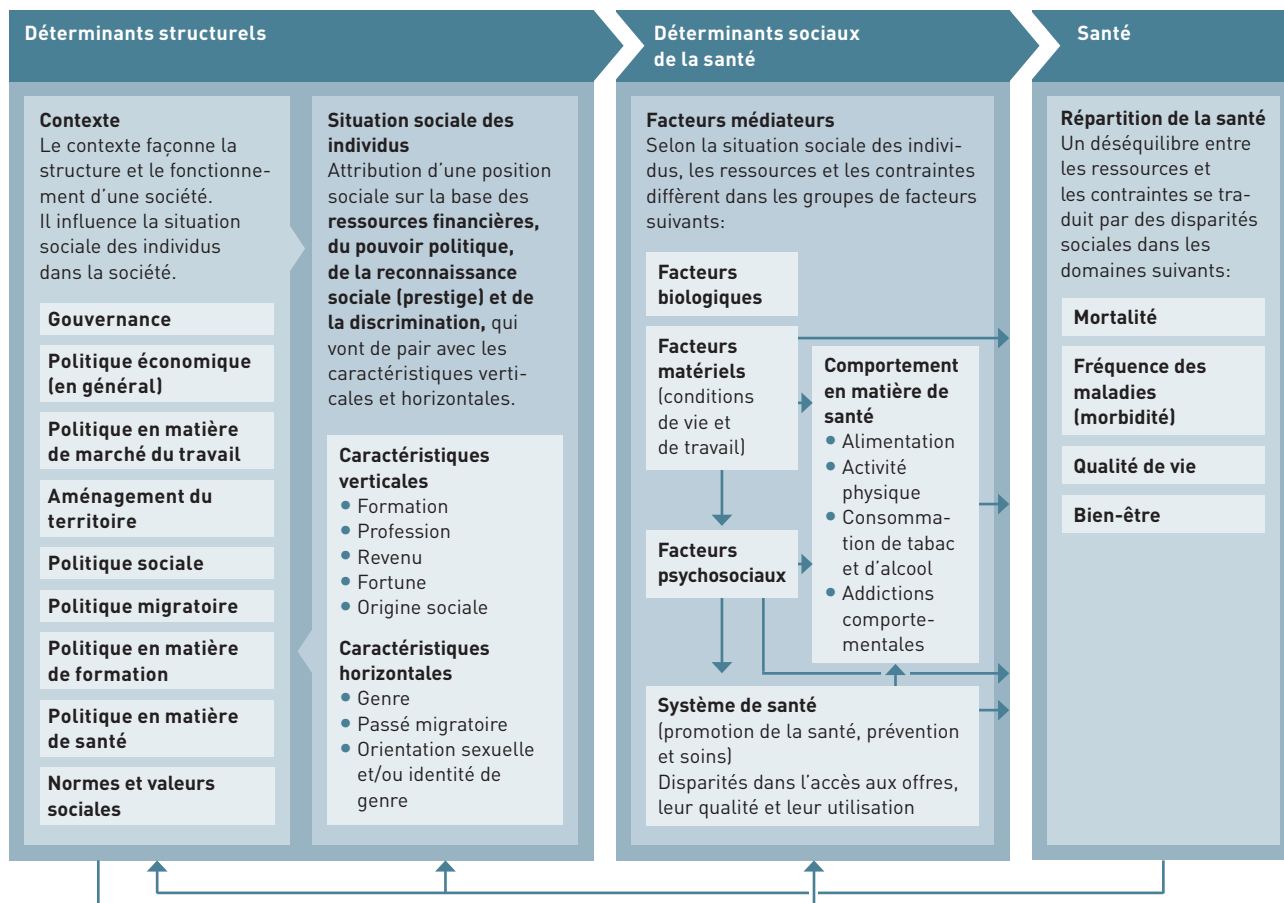 Déterminants structurels
Déterminants sociaux
de la santé
Santé
Contexte
Le contexte façonne la
structure et le fonctionne-
ment d'une société.
Il influence la situation
sociale des individus
dans la société.
Gouvernance
Politique économique
(en général)
Politique en matière
de marché du travail
Aménagement du
territoire
Politique sociale
Politique migratoire
Politique en matière
de formation
Politique en matière
de santé
Normes et valeurs
sociales
Situation sociale des
individus
Attribution d'une position
sociale sur la base des
ressources financières,
du pouvoir politique,
de la reconnaissance
sociale (prestige) et de
la discrimination, qui
vont de pair avec les
caractéristiques verti-
cales et horizontales.
Caractéristiques
verticales
• Formation
• Profession
• Revenu
• Fortune
• Origine sociale
Caractéristiques
horizontales
• Genre
• Passé migratoire
• Orientation sexuelle
et/ou identité de
genre
Facteurs médiateurs
Selon la situation sociale des indivi-
dus, les ressources et les contraintes
diffèrent dans les groupes de facteurs
suivants:
Facteurs
biologiques
Facteurs
matériels
(conditions
de vie et
de travail)
Facteurs
psychosociaux
Comportement
en matière de
santé
• Alimentation
• Activité
physique
• Consomma-
tion de tabac
et d'alcool
• Addictions
comporte-
mentales
Système de santé
(promotion de la santé, prévention
et soins)
Disparités dans l'accès aux offres,
leur qualité et leur utilisation
Répartition de la santé
Un déséquilibre entre
les ressources et
les contraintes se tra-
duit par des disparités
sociales dans les
domaines suivants:
Mortalité
Fréquence des
maladies
(morbidité)
Qualité de vie
Bien-être